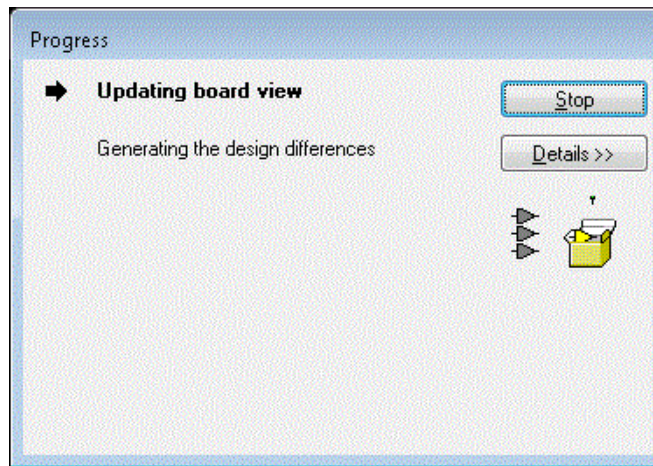 Progress
Updating board view
Stop
Generating the design differences
Details >>